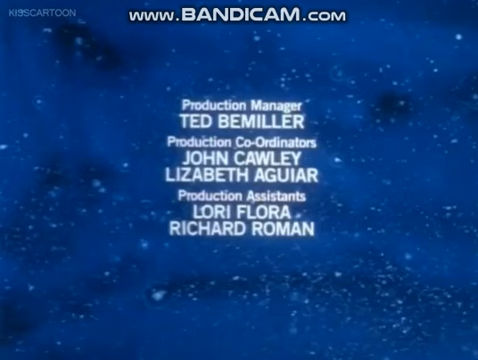 KISSCARTOON
www.BANDICAM.com
Production Manager
TED BEMILLER
Production Co-Ordinators
JOHN CAWLEY
LIZABETH AGUIAR
Production Assistants
LORI FLORA
RICHARD ROMAN